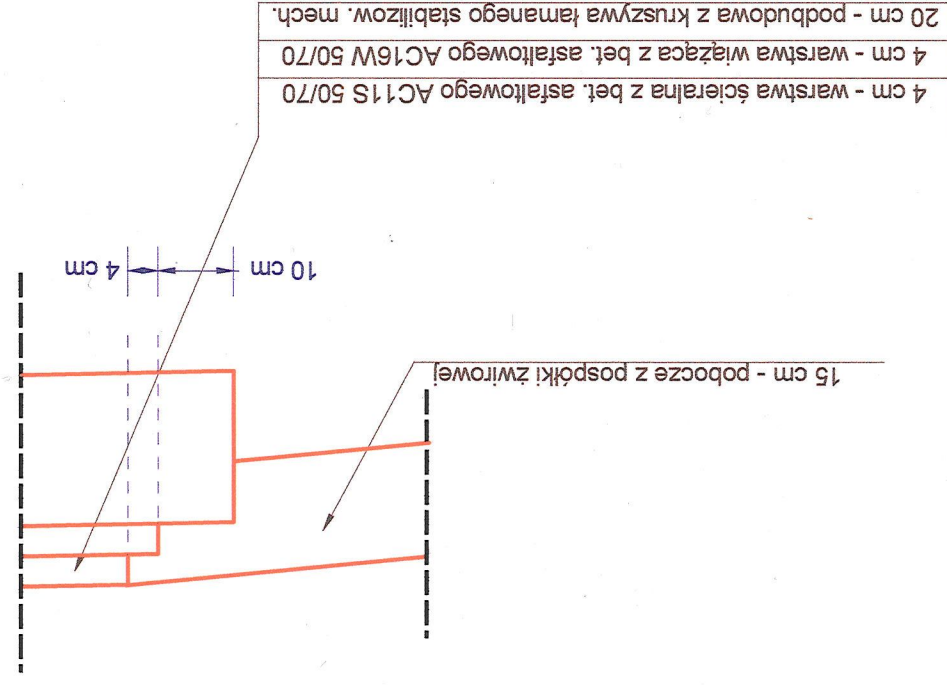 15 cm - pobocze z pospółki żwirowej
10 cm
4 cm
4 cm - warstwa ścieralna z bet. asfaltowego AC11S 50/70
4 cm - warstwa wiążąca z bet. asfaltowego AC16W 50/70
20 cm - podbudowa z kruszywa łamanego stabilizow. mech.